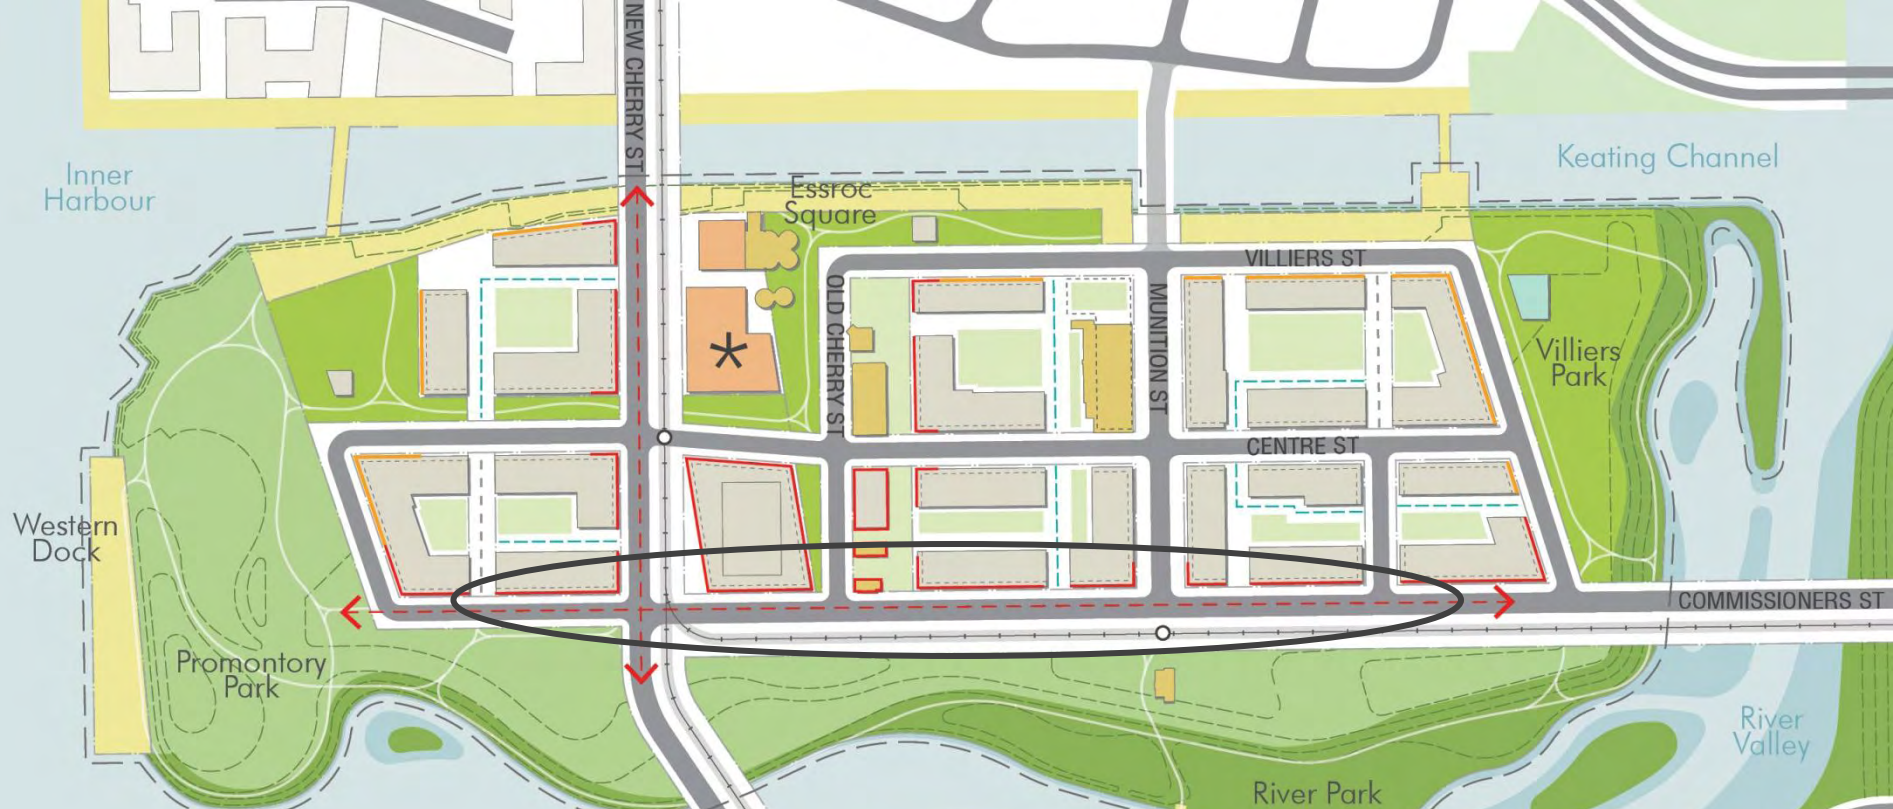 NEW CHERRY ST
Inner
Harbour
Keating Channel
Essroc
Square
VILLIERS ST
OLD CHERRY ST
MUNITION ST
Villiers
Park
CENTRE ST
Western
Dock
COMMISSIONERS ST
Promontory
Park
River
Valley
River Park